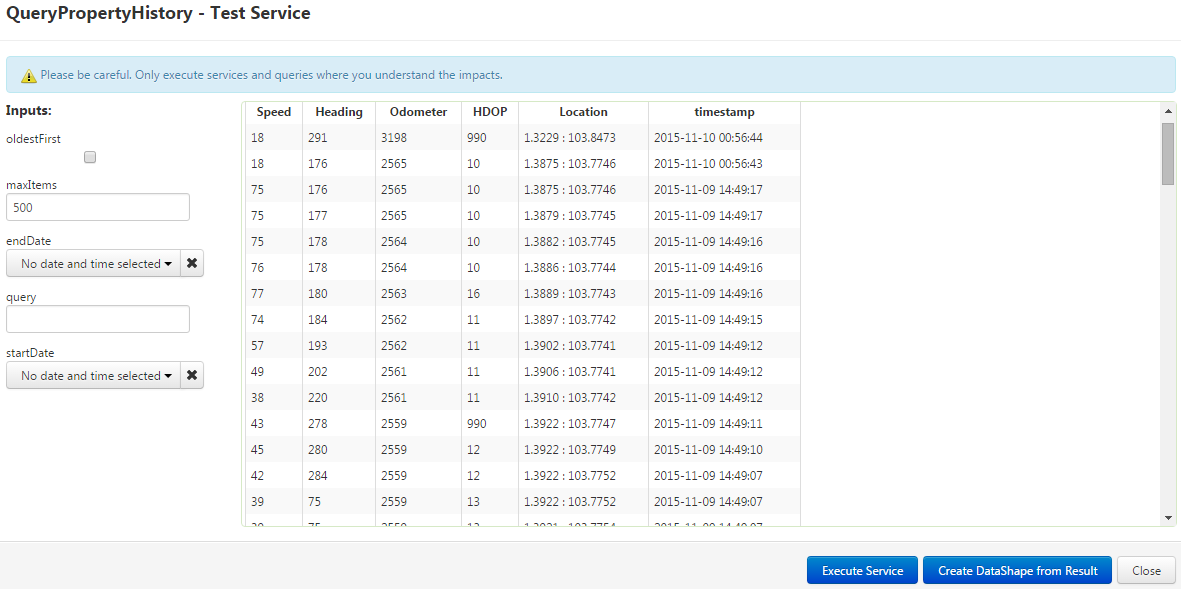 QueryPropertyHistory - Test Service
Please be careful. Only execute services and queries where you understand the impacts.
Inputs:
oldestFirst
maxItems
500
endDate
No date and time selected
query
startDate
No date and time selected
Speed Heading Odometer HDOP Location timestamp
18 291 3198 990 1.3229 : 103.8473 2015-11-10 00:56:44
18 176 2565 10 1.3875 : 103.7746 2015-11-10 00:56:43
75 176 2565 10 1.3875 : 103.7746 2015-11-09 14:49:17
75 177 2565 10 1.3879 : 103.7745 2015-11-09 14:49:17
75 178 2564 10 1.3882 : 103.7745 2015-11-09 14:49:16
76 178 2564 10 1.3886 : 103.7744 2015-11-09 14:49:16
77 180 2563 16 1.3889 : 103.7743 2015-11-09 14:49:16
74 184 2562 11 1.3897 : 103.7742 2015-11-09 14:49:15
57 193 2562 11 1.3902 : 103.7741 2015-11-09 14:49:12
49 202 2561 11 1.3906 : 103.7741 2015-11-09 14:49:12
38 220 2561 11 1.3910 : 103.7742 2015-11-09 14:49:12
43 278 2559 990 1.3922 : 103.7747 2015-11-09 14:49:11
45 280 2559 12 1.3922 : 103.7749 2015-11-09 14:49:10
42 284 2559 12 1.3922 : 103.7752 2015-11-09 14:49:07
39 75 2559 13 1.3922 : 103.7752 2015-11-09 14:49:07
Execute Service
Create DataShape from Result
Close